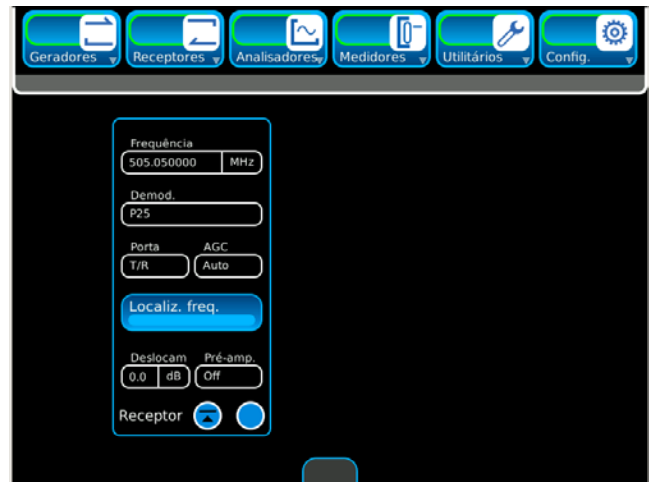 Geradores Receptores Analisadores Medidores Utilitários Config.
Frequência
505.050000 MHz
Demod.
P25
Porta AGC
T/R Auto
Localiz. freq.
Deslocam Pré-amp.
0.0 dB Off
Receptor